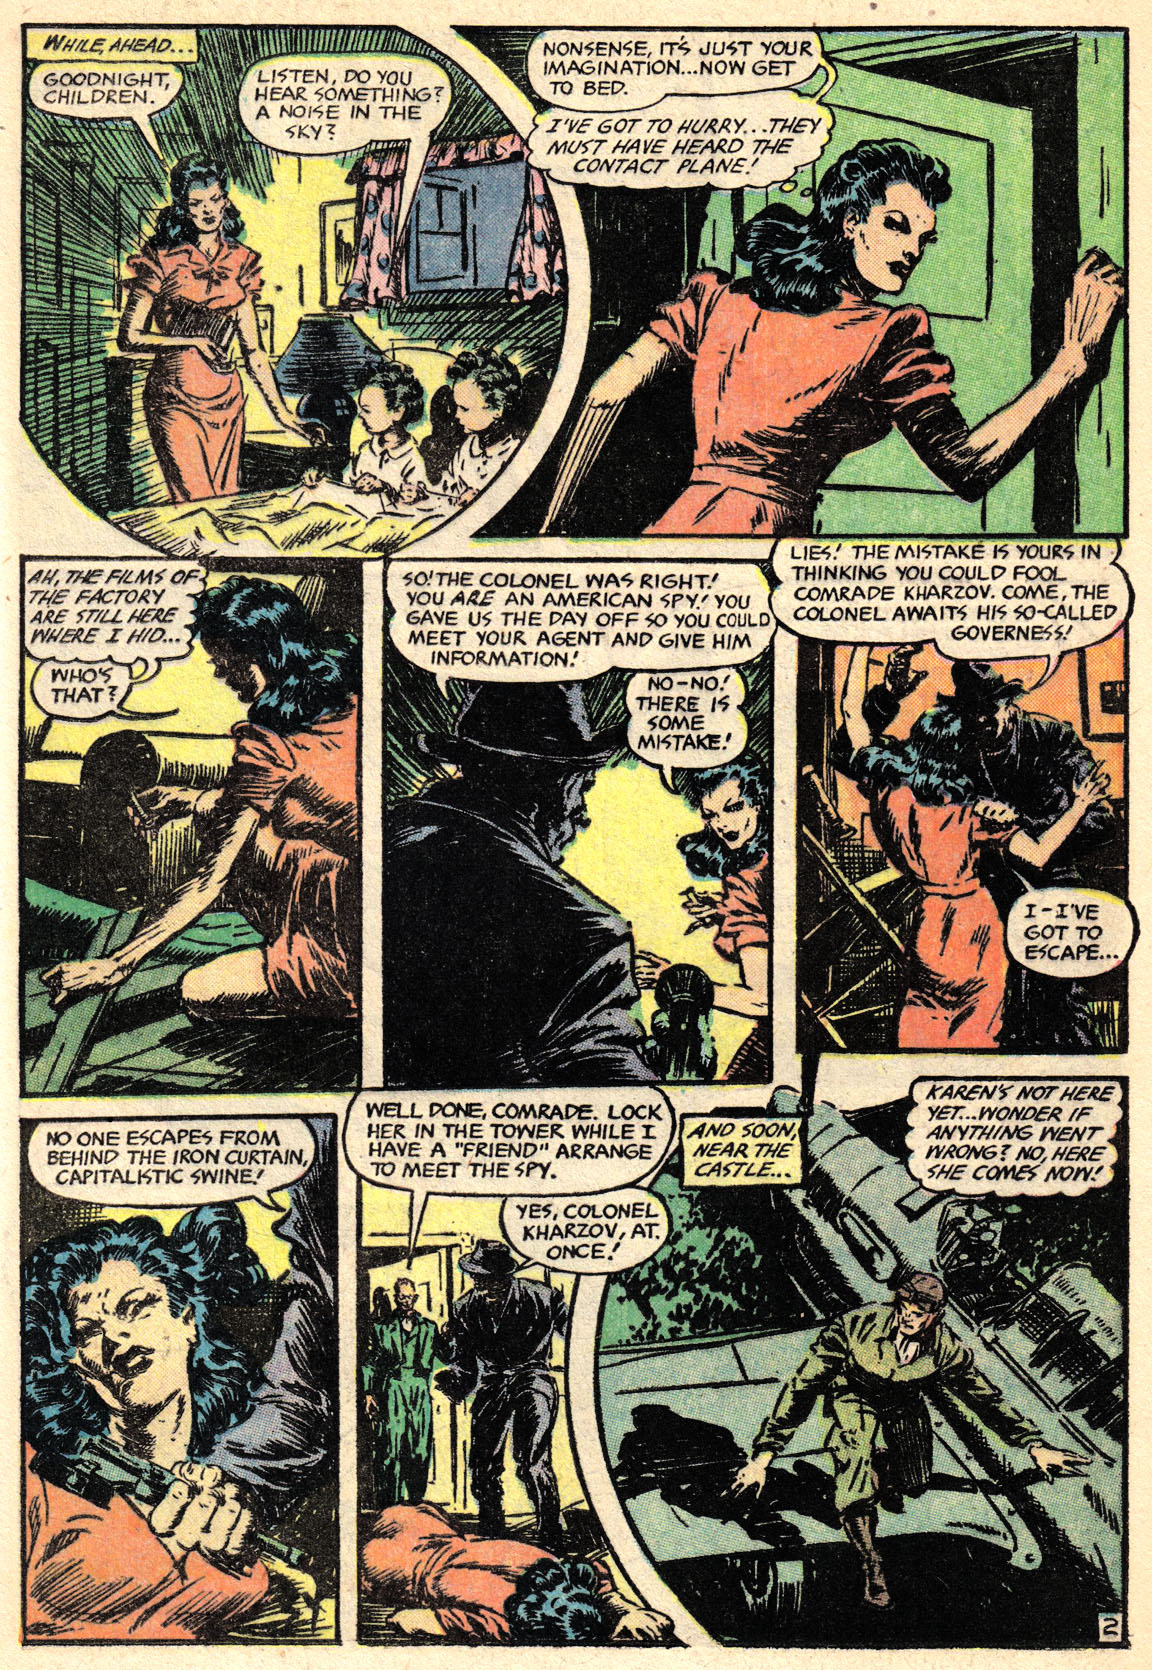 WHILE, AHEAD...
GOODNIGHT,
CHILDREN.
LISTEN, DO YOU
HEAR SOMETHING?
A NOISE IN THE
SKY?
NONSENSE, IT'S JUST YOUR
IMAGINATION...NOW GET
TO BED.
I'VE GOT TO HURRY...THEY
MUST HAVE HEARD THE
CONTACT PLANE!
AH, THE FILMS OF
THE FACTORY
ARE STILL HERE
WHERE I HID...
WHO'S
THAT?
SO! THE COLONEL WAS RIGHT!
YOU ARE AN AMERICAN SPY! YOU
GAVE US THE DAY OFF SO YOU COULD
MEET YOUR AGENT AND GIVE HIM
INFORMATION!
NO-NO!
THERE IS
SOME
MISTAKE!
LIES! THE MISTAKE IS YOURS IN
THINKING YOU COULD FOOL
COMRADE KHARZOV. COME, THE
COLONEL AWAITS HIS SO-CALLED
GOVERNESS!
I-I'VE
GOT TO
ESCAPE...
NO ONE ESCAPES FROM
BEHIND THE IRON CURTAIN,
CAPITALISTIC SWINE!
WELL DONE, COMRADE. LOCK
HER IN THE TOWER WHILE I
HAVE A "FRIEND" ARRANGE
TO MEET THE SPY.
YES, COLONEL
KHARZOV, AT.
ONCE!
AND SOON,
NEAR THE
CASTLE...
KAREN'S NOT HERE
YET...WONDER IF
ANYTHING WENT
WRONG? NO, HERE
SHE COMES NOW!
2